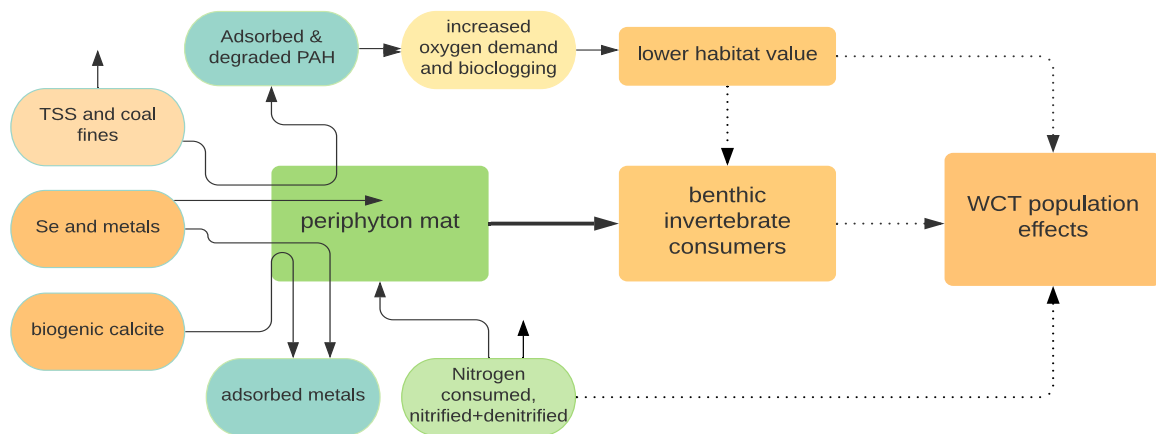 Adsorbed &
degraded PAH
increased
oxygen demand
and bioclogging
lower habitat value
TSS and coal
fines
Se and metals
periphyton mat
benthic
invertebrate
consumers
WCT population
effects
biogenic calcite
adsorbed metals
Nitrogen
consumed,
nitrified+denitrified